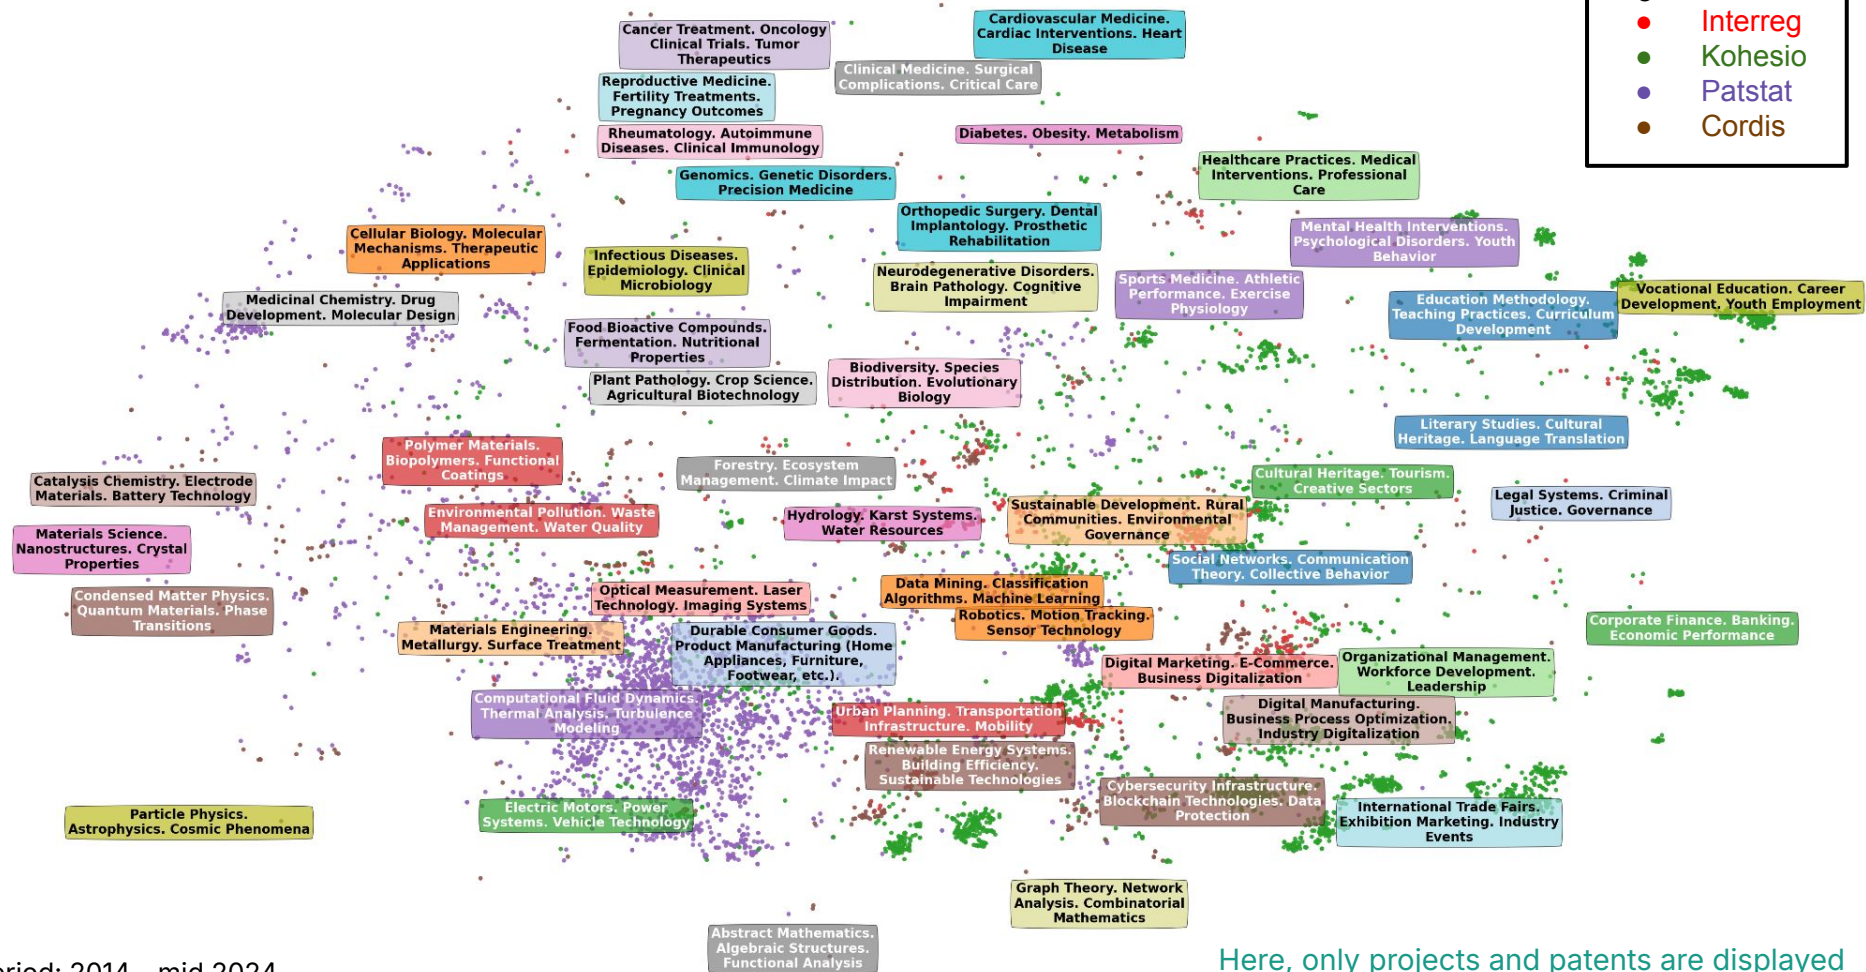 Cancer Treatment. Oncology
Clinical Trials. Tumor
Therapeutics
Cardiovascular Medicine.
Cardiac Interventions. Heart
Disease
Interreg
Kohesio
Patstat
Cordis
Clinical Medicine. Surgical
Complications. Critical Care
Reproductive Medicine.
Fertility Treatments.
Pregnancy Outcomes
Rheumatology. Autoimmune
Diseases. Clinical Immunology
Diabetes. Obesity. Metabolism
Genomics. Genetic Disorders.
Precision Medicine
Healthcare Practices. Medical
Interventions. Professional
Care
Orthopedic Surgery. Dental
Implantology. Prosthetic
Rehabilitation
Mental Health Interventions.
Psychological Disorders. Youth
Behavior
Cellular Biology. Molecular
Mechanisms. Therapeutic
Applications
Infectious Diseases.
Epidemiology. Clinical
Microbiology
Neurodegenerative Disorders.
Brain Pathology. Cognitive
Impairment
Sports Medicine. Athletic
Performance. Exercise
Physiology
Vocational Education. Career
Development, Youth Employment
Education Methodology.
Teaching Practices. Curriculum
Development
Medicinal Chemistry. Drug
Development. Molecular Design
Food Bioactive Compounds.
Fermentation. Nutritional
Properties
Plant Pathology. Crop Science.
Agricultural Biotechnology
Biodiversity. Species
Distribution. Evolutionary
Biology
Literary Studies. Cultural
Heritage. Language Translation
Polymer Materials.
Biopolymers. Functional
Coatings
Forestry. Ecosystem
Management. Climate Impact
Cultural Heritage. Tourism.
Creative Sectors
Catalysis Chemistry. Electrode
Materials. Battery Technology
Legal Systems. Criminal
Justice. Governance
Environmental Pollution. Waste
Management. Water Quality
Hydrology. Karst Systems.
Water Resources
Sustainable Development. Rural
Communities. Environmental
Governance
Materials Science.
Nanostructures. Crystal
Properties
Social Networks. Communication
Theory. Collective Behavior
Condensed Matter Physics.
Quantum Materials. Phase
Transitions
Optical Measurement. Laser
Technology. Imaging Systems
Data Mining. Classification
Algorithms. Machine Learning
Robotics. Motion Tracking.
Sensor Technology
Corporate Finance. Banking.
Economic Performance
Materials Engineering.
Metallurgy. Surface Treatment
Durable Consumer Goods.
Product Manufacturing (Home
Appliances, Furniture,
Footwear, etc.).
Digital Marketing. E-Commerce.
Business Digitalization
Organizational Management.
Workforce Development.
Leadership
Computational Fluid Dynamics.
Thermal Analysis. Turbulence
Modeling
Urban Planning. Transportation
Infrastructure. Mobility
Digital Manufacturing.
Business Process Optimization.
Industry Digitalization
Renewable Energy Systems.
Building Efficiency.
Sustainable Technologies
Cybersecurity Infrastructure.
Blockchain Technologies. Data
Protection
Electric Motors. Power
Systems. Vehicle Technology
Particle Physics.
Astrophysics. Cosmic Phenomena
International Trade Fairs.
Exhibition Marketing. Industry
Events
Graph Theory. Network
Analysis. Combinatorial
Mathematics
Abstract Mathematics.
Algebraic Structures.
Functional Analysis
2014 - mid 2024
Here, only projects and patents are displayed